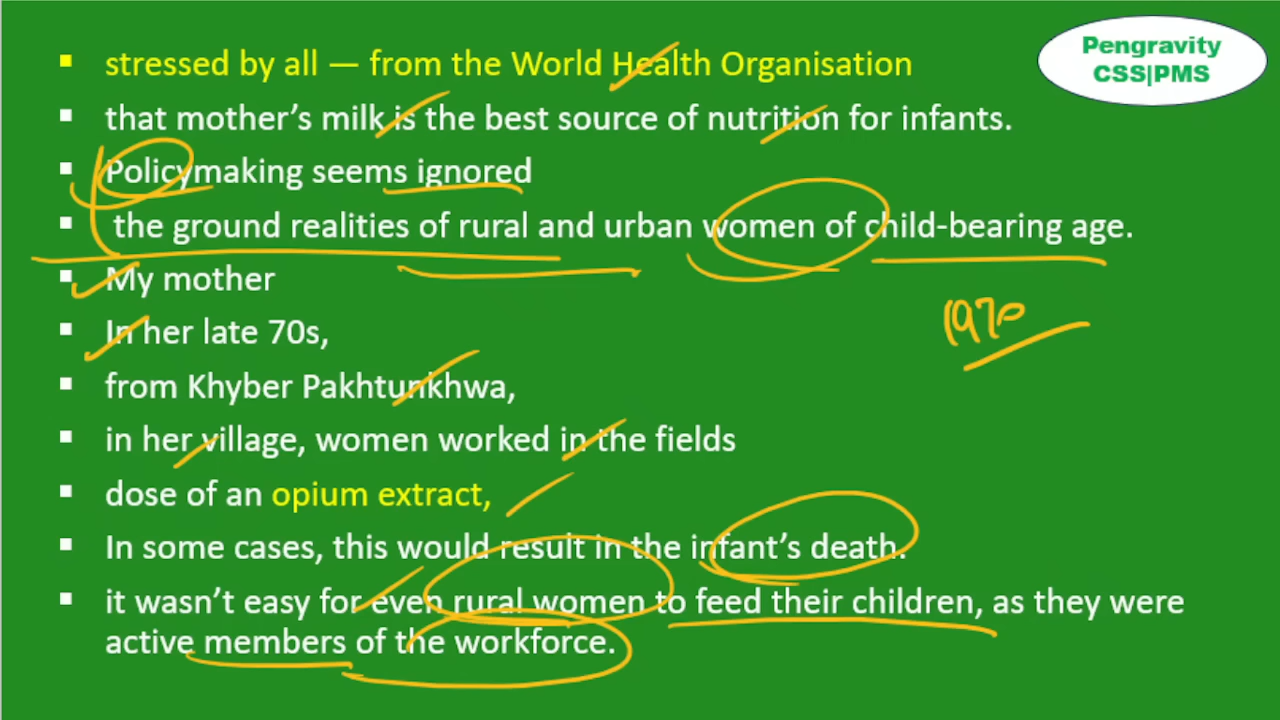 Pengravity
CSS|PMS
▪ stressed by all — from the World Health Organisation
▪ that mother’s milk is the best source of nutrition for infants.
▪ Policymaking seems ignored
▪ the ground realities of rural and urban women of child-bearing age.
▪ My mother
▪ In her late 70s,
▪ from Khyber Pakhtunkhwa,
▪ in her village, women worked in the fields
▪ dose of an opium extract,
▪ In some cases, this would result in the infant’s death.
▪ it wasn’t easy for even rural women to feed their children, as they were
active members of the workforce.
1970